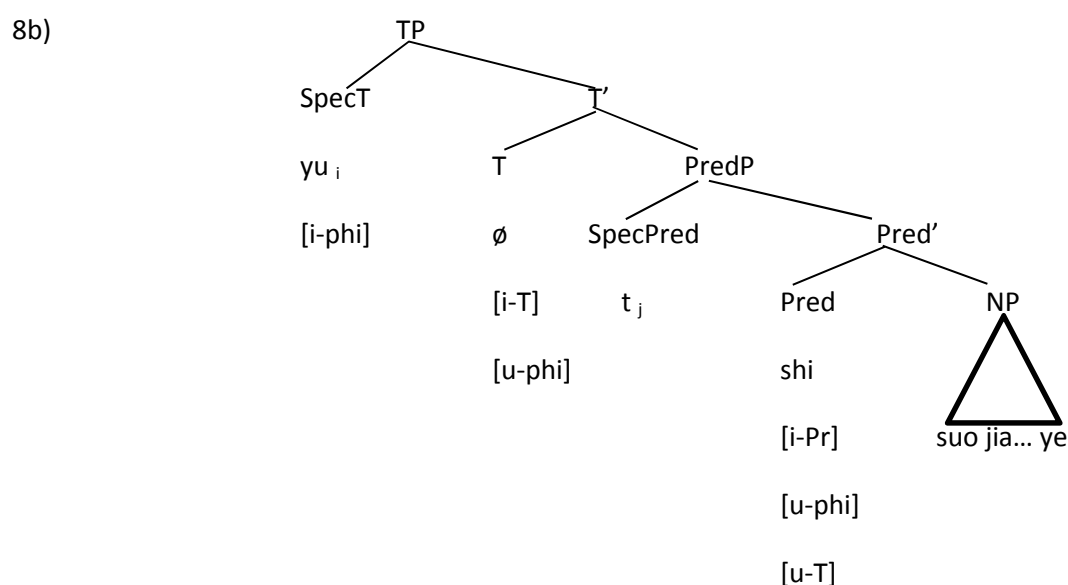 8b) TP
SpecT T’
yu i T PredP
[i-phi] ø SpecPred Pred’
[i-T] t j Pred NP
[u-phi] shi
[i-Pr] suo jia... ye
[u-phi]
[u-T]